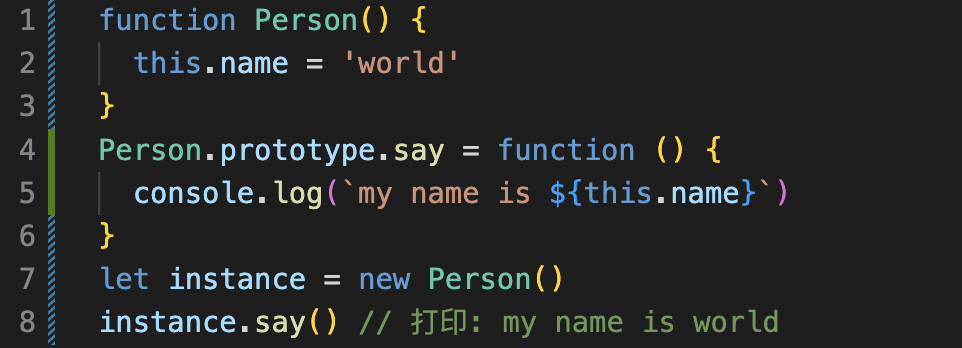 1 function Person() {
2 this.name = 'world'
3 }
4 Person.prototype.say = function () {
5 console.log(`my name is ${this.name}`)
6 }
7 let instance = new Person()
8 instance.say() // 打印: my name is world